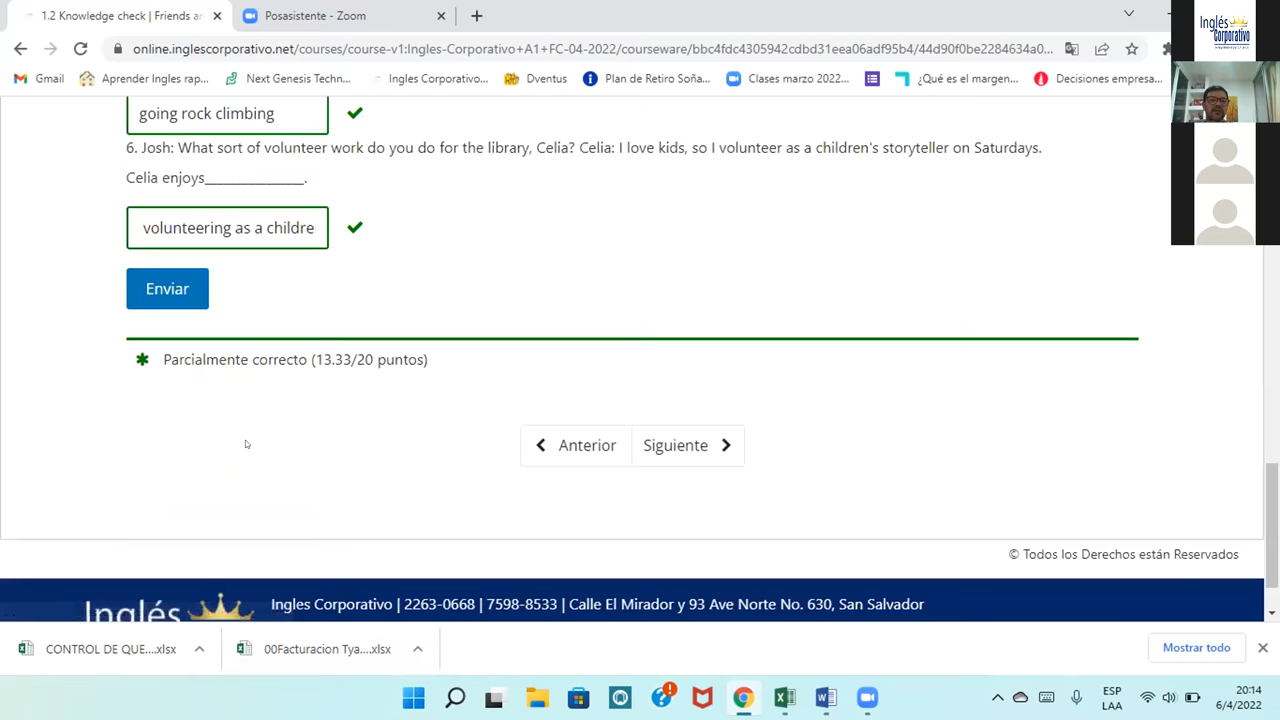 1.2 Knowledge check | Friends ar
Posasistente - Zoom
online.inglescorporativo.net/courses/course-v1:Ingles-Corporativo+A1+FC-04-2022/courseware/bbc4fdc4305942cdbd31eea06adf95b4/44d90f0be2284634a0...
Gmail
Aprender Ingles rap...
Next Genesis Techn...
Ingles Corporativo...
Dventus
Plan de Retiro Soña...
Clases marzo 2022...
¿Qué es el margen...
Decisiones empresa...
Inglés
Corporativo
going rock climbing
6. Josh: What sort of volunteer work do you do for the library, Celia? Celia: I love kids, so I volunteer as a children's storyteller on Saturdays.
Celia enjoys______________.
volunteering as a childre
Enviar
Parcialmente correcto (13.33/20 puntos)
Anterior
Siguiente
© Todos los Derechos están Reservados
Inglés
Ingles Corporativo | 2263-0668 | 7598-8533 | Calle El Mirador y 93 Ave Norte No. 630, San Salvador
CONTROL DE QUE....xlsx
00Facturacion Tya....xlsx
Mostrar todo
ESP
LAA
20:14
6/4/2022